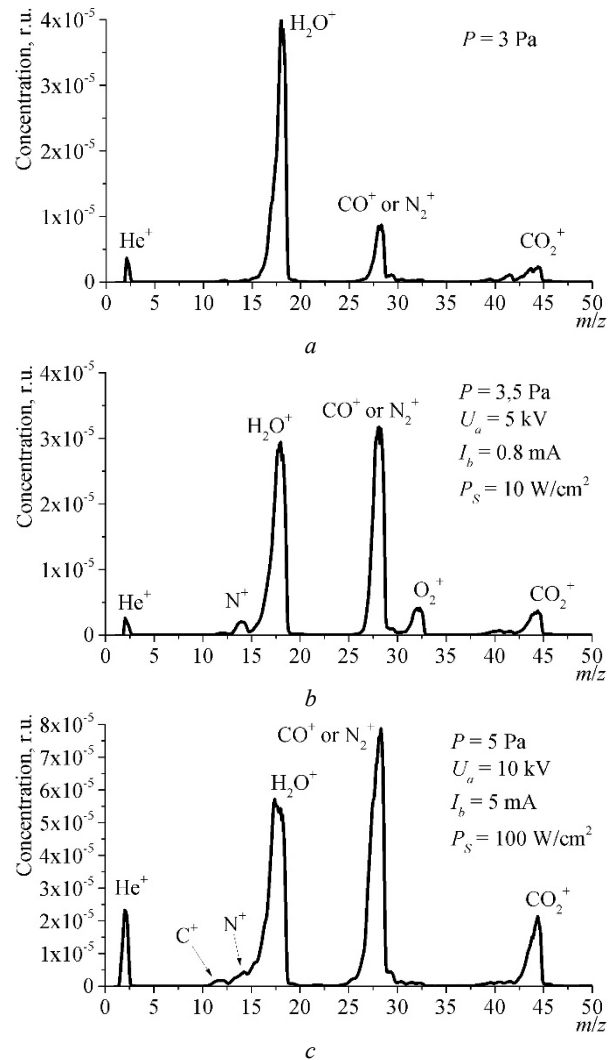 Concentration, r.u.
4x10⁻⁵
3x10⁻⁵
2x10⁻⁵
1x10⁻⁵
0
H₂O⁺
P = 3 Pa
CO⁺ or N₂⁺
He⁺
CO₂⁺
0 5 10 15 20 25 30 35 40 45 50
m/z
a
Concentration, r.u.
4x10⁻⁵
3x10⁻⁵
2x10⁻⁵
1x10⁻⁵
0
CO⁺ or N₂⁺
H₂O⁺
P = 3,5 Pa
Uₐ = 5 kV
I_b = 0.8 mA
P_S = 10 W/cm²
He⁺
N⁺
O₂⁺
CO₂⁺
0 5 10 15 20 25 30 35 40 45 50
m/z
b
Concentration, r.u.
8x10⁻⁵
7x10⁻⁵
6x10⁻⁵
5x10⁻⁵
4x10⁻⁵
3x10⁻⁵
2x10⁻⁵
1x10⁻⁵
0
CO⁺ or N₂⁺
H₂O⁺
P = 5 Pa
Uₐ = 10 kV
I_b = 5 mA
P_S = 100 W/cm²
He⁺
C⁺
N⁺
CO₂⁺
0 5 10 15 20 25 30 35 40 45 50
m/z
c